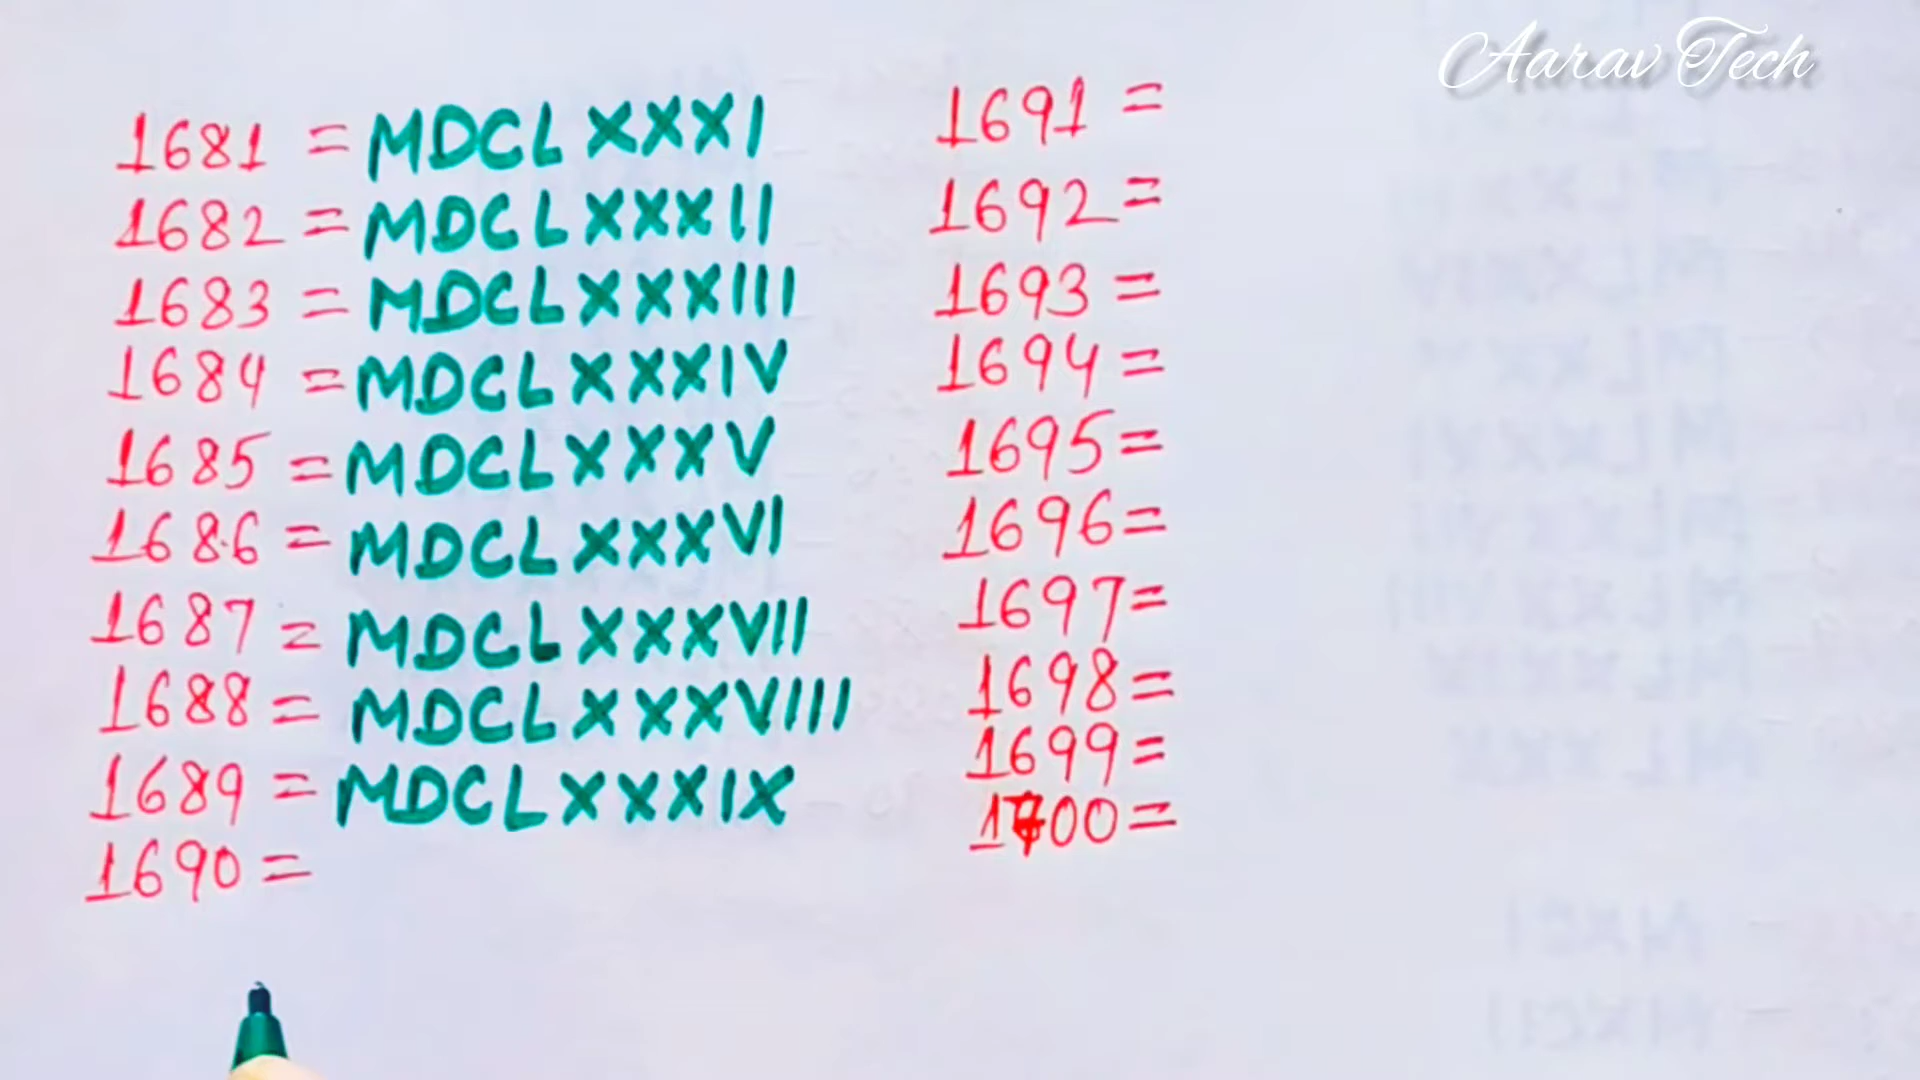 Aarav Tech
1681 = MDCLXXXI
1682 = MDCLXXXII
1683 = MDCLXXXIII
1684 = MDCLXXXIV
1685 = MDCLXXXV
1686 = MDCLXXXVI
1687 = MDCLXXXVII
1688 = MDCLXXXVIII
1689 = MDCLXXXIX
1690 =
1691 =
1692 =
1693 =
1694 =
1695 =
1696 =
1697 =
1698 =
1699 =
1700 =